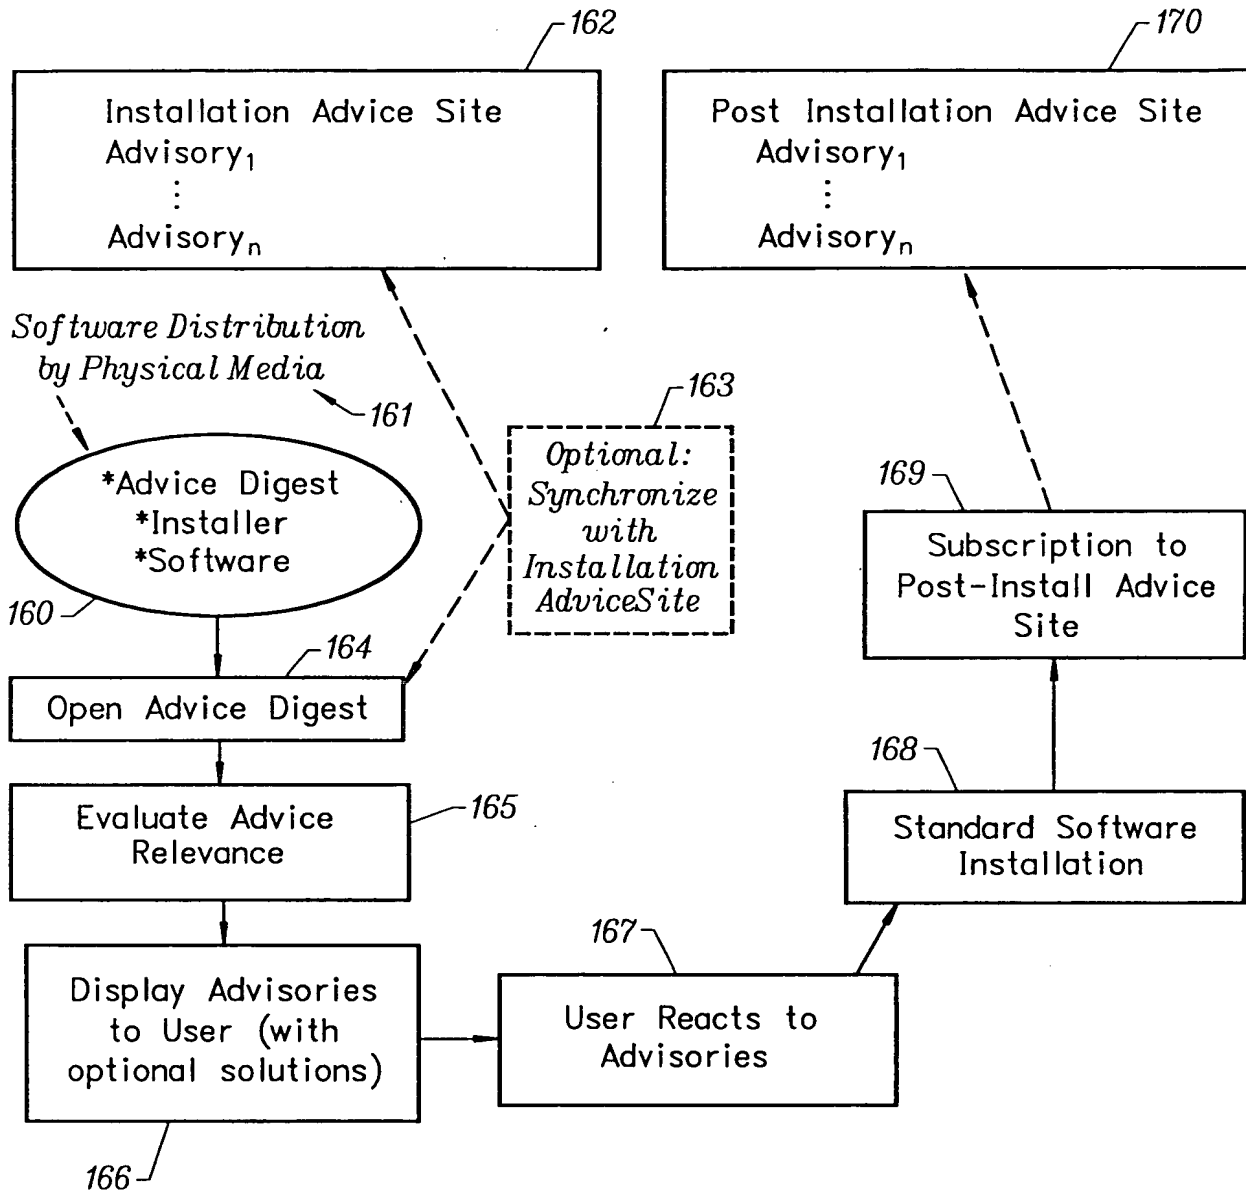 162
170
Installation Advice Site
Advisory₁
⋮
Advisoryₙ
Post Installation Advice Site
Advisory₁
⋮
Advisoryₙ
Software Distribution
by Physical Media
161
163
*Advice Digest
*Installer
*Software
160
Optional:
Synchronize
with
Installation
AdviceSite
169
Subscription to
Post-Install Advice
Site
164
Open Advice Digest
165
Evaluate Advice
Relevance
168
Standard Software
Installation
167
Display Advisories
to User (with
optional solutions)
User Reacts to
Advisories
166